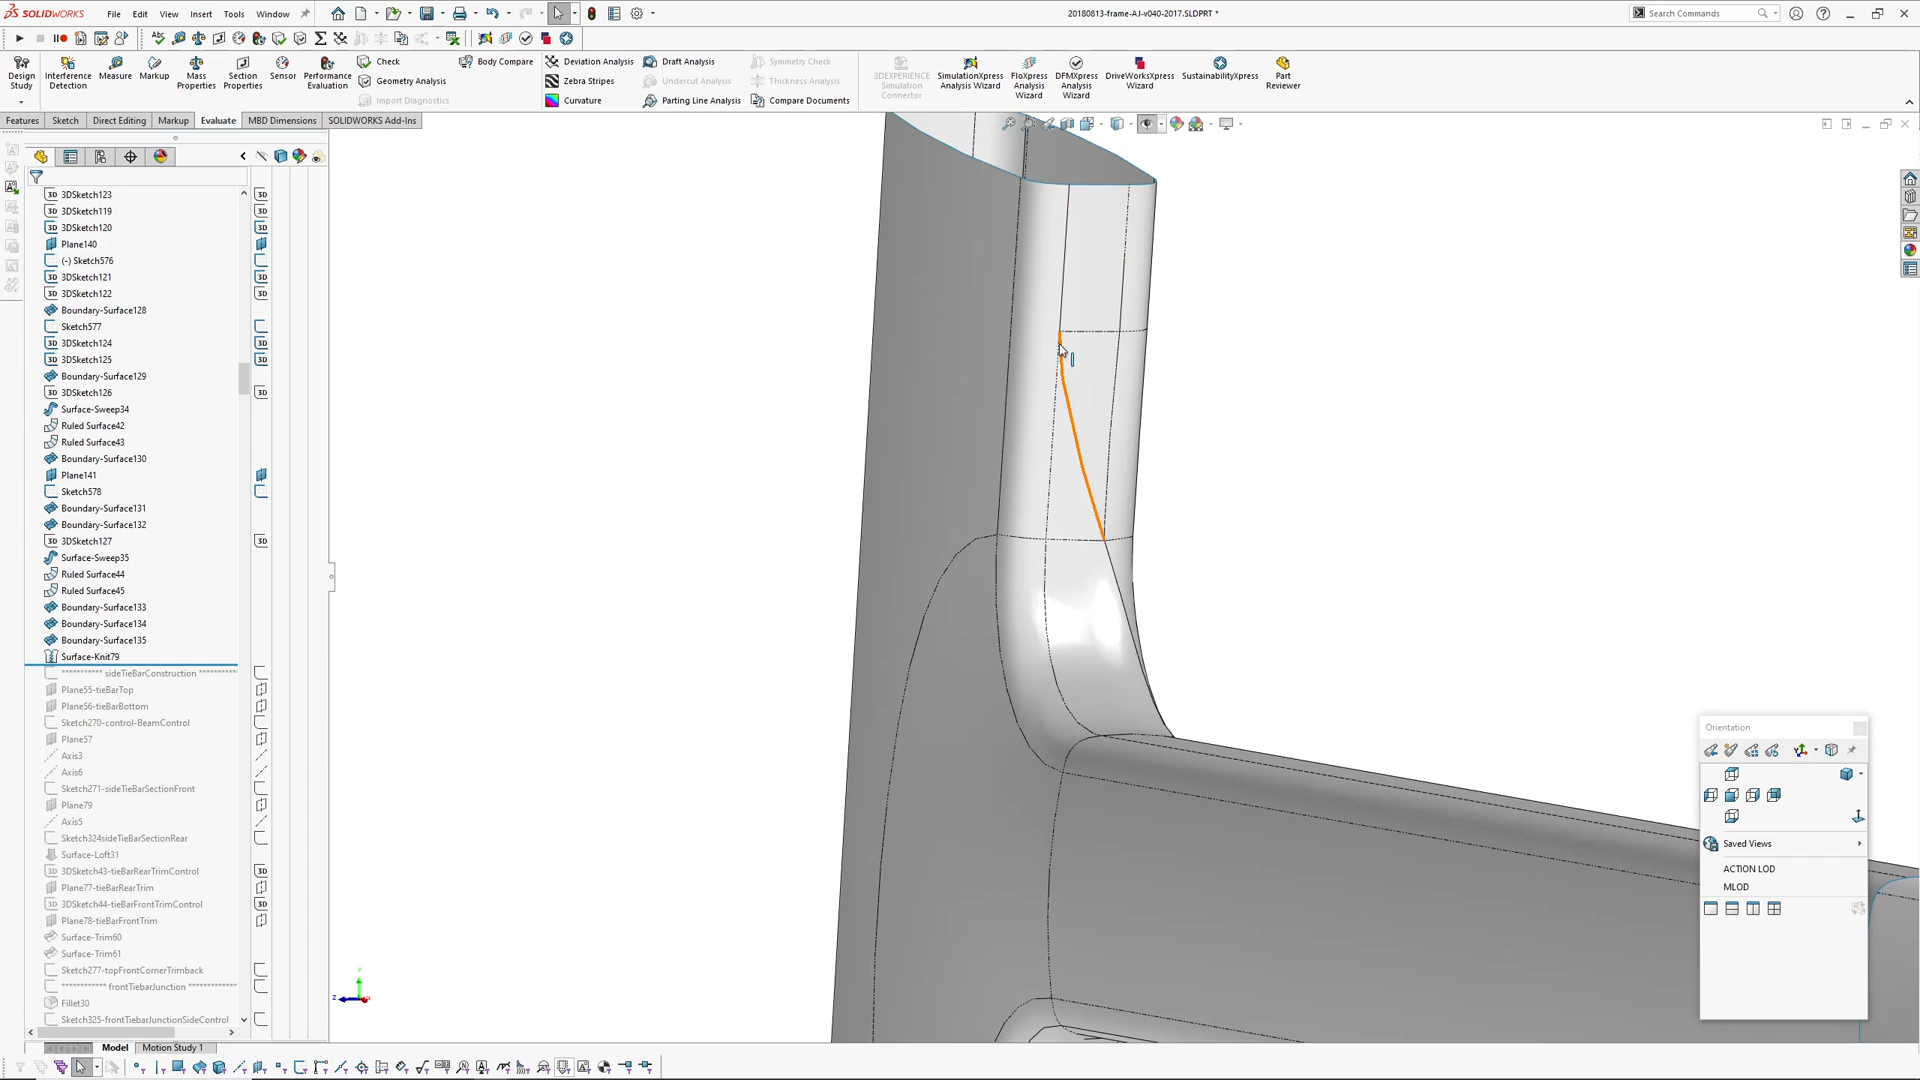 SOLIDWORKS
File
Edit
View
Insert
Tools
Window
20180813-frame-AJ-v040-2017.SLDPRT *
Search Commands
Design Study
Interference Detection
Measure
Markup
Mass Properties
Section Properties
Sensor
Performance Evaluation
Check
Geometry Analysis
Import Diagnostics
Body Compare
Deviation Analysis
Zebra Stripes
Curvature
Draft Analysis
Undercut Analysis
Parting Line Analysis
Symmetry Check
Thickness Analysis
Compare Documents
3DEXPERIENCE Simulation Connector
SimulationXpress Analysis Wizard
FloXpress Analysis Wizard
DFMXpress Analysis Wizard
DriveWorksXpress Wizard
SustainabilityXpress
Part Reviewer
Features
Sketch
Direct Editing
Markup
Evaluate
MBD Dimensions
SOLIDWORKS Add-Ins
3DSketch123
3DSketch119
3DSketch120
Plane140
(-) Sketch576
3DSketch121
3DSketch122
Boundary-Surface128
Sketch577
3DSketch124
3DSketch125
Boundary-Surface129
3DSketch126
Surface-Sweep34
Ruled Surface42
Ruled Surface43
Boundary-Surface130
Plane141
Sketch578
Boundary-Surface131
Boundary-Surface132
3DSketch127
Surface-Sweep35
Ruled Surface44
Ruled Surface45
Boundary-Surface133
Boundary-Surface134
Boundary-Surface135
Surface-Knit79
*********** sideTieBarConstruction ***********
Plane55-tieBarTop
Plane56-tieBarBottom
Sketch270-control-BeamControl
Plane57
Axis3
Axis6
Sketch271-sideTieBarSectionFront
Plane79
Axis5
Sketch324sideTieBarSectionRear
Surface-Loft31
3DSketch43-tieBarRearTrimControl
Plane77-tieBarRearTrim
3DSketch44-tieBarFrontTrimControl
Plane78-tieBarFrontTrim
Surface-Trim60
Surface-Trim61
Sketch277-topFrontCornerTrimback
************ frontTiebarJunction *************
Fillet30
Sketch325-frontTiebarJunctionSideControl
Orientation
Saved Views
ACTION LOD
MLOD
Y
Z
Model
Motion Study 1